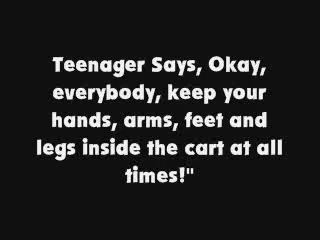 Teenager Says, Okay,
everybody, keep your
hands, arms, feet and
legs inside the cart at all
times!"